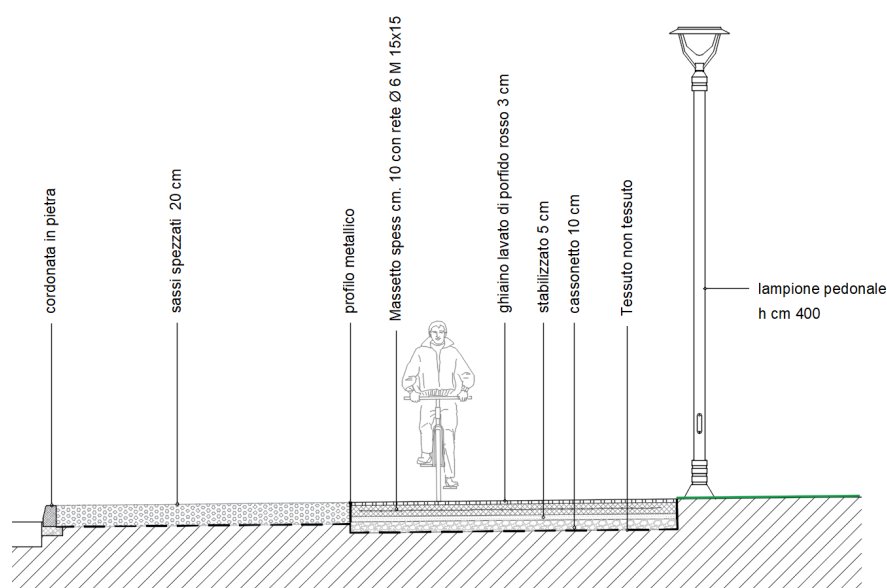 cordonata in pietra
sassi spezzati 20 cm
profilo metallico
Massetto spess cm. 10 con rete Ø 6 M 15x15
ghiaino lavato di porfido rosso 3 cm
stabilizzato 5 cm
cassonetto 10 cm
Tessuto non tessuto
lampione pedonale
h cm 400